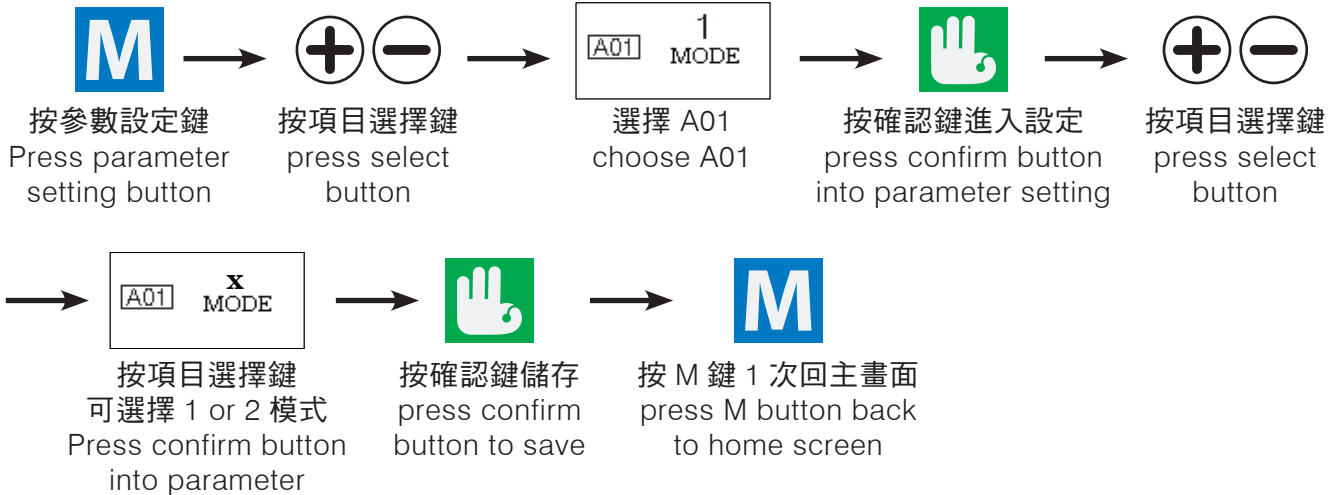 M
按參數設定鍵
Press parameter
setting button
按項目選擇鍵
press select
button
A01
1
MODE
選擇 A01
choose A01
按確認鍵進入設定
press confirm button
into parameter setting
按項目選擇鍵
press select
button
A01
x
MODE
按項目選擇鍵
可選擇 1 or 2 模式
Press confirm button
into parameter
按確認鍵儲存
press confirm
button to save
M
按 M 鍵 1 次回主畫面
press M button back
to home screen